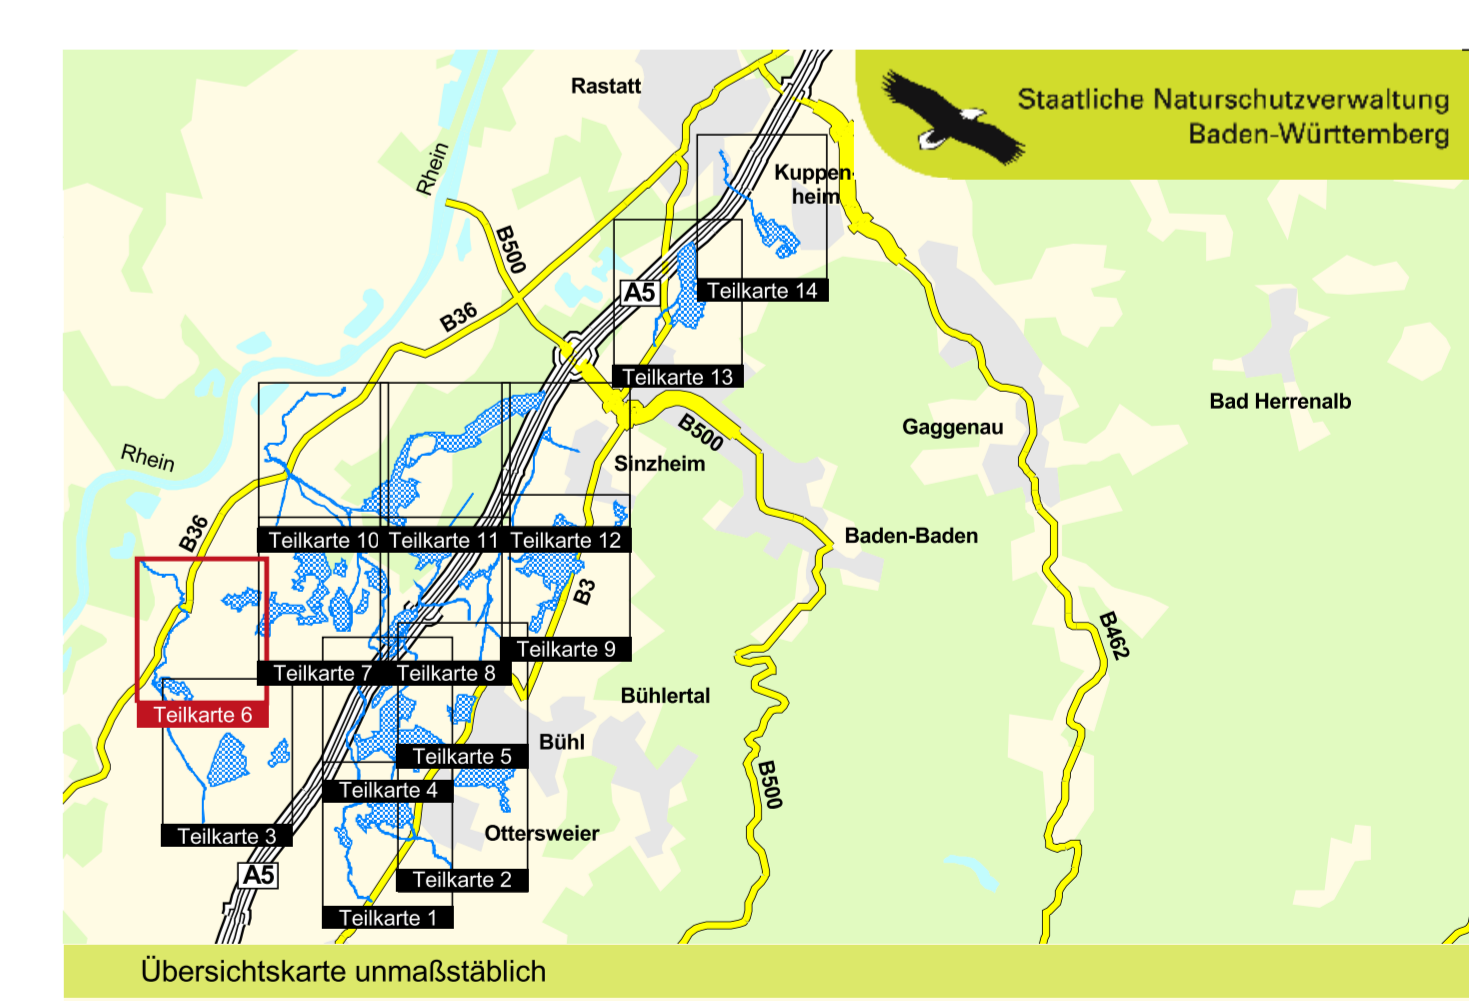 Staatliche Naturschutzverwaltung
Baden-Württemberg
Rastatt
Rhein
Kuppen-
heim
B500
A5
Teilkarte 14
B36
Teilkarte 13
Bad Herrenalb
Gaggenau
B500
Rhein
Sinzheim
B36
Teilkarte 10
Teilkarte 11
Teilkarte 12
Baden-Baden
B3
B462
Teilkarte 9
Teilkarte 7
Teilkarte 8
Bühlertal
Teilkarte 6
Bühl
Teilkarte 5
B500
Teilkarte 4
Ottersweier
Teilkarte 3
A5
Teilkarte 2
Teilkarte 1
Übersichtskarte unmaßstäblich